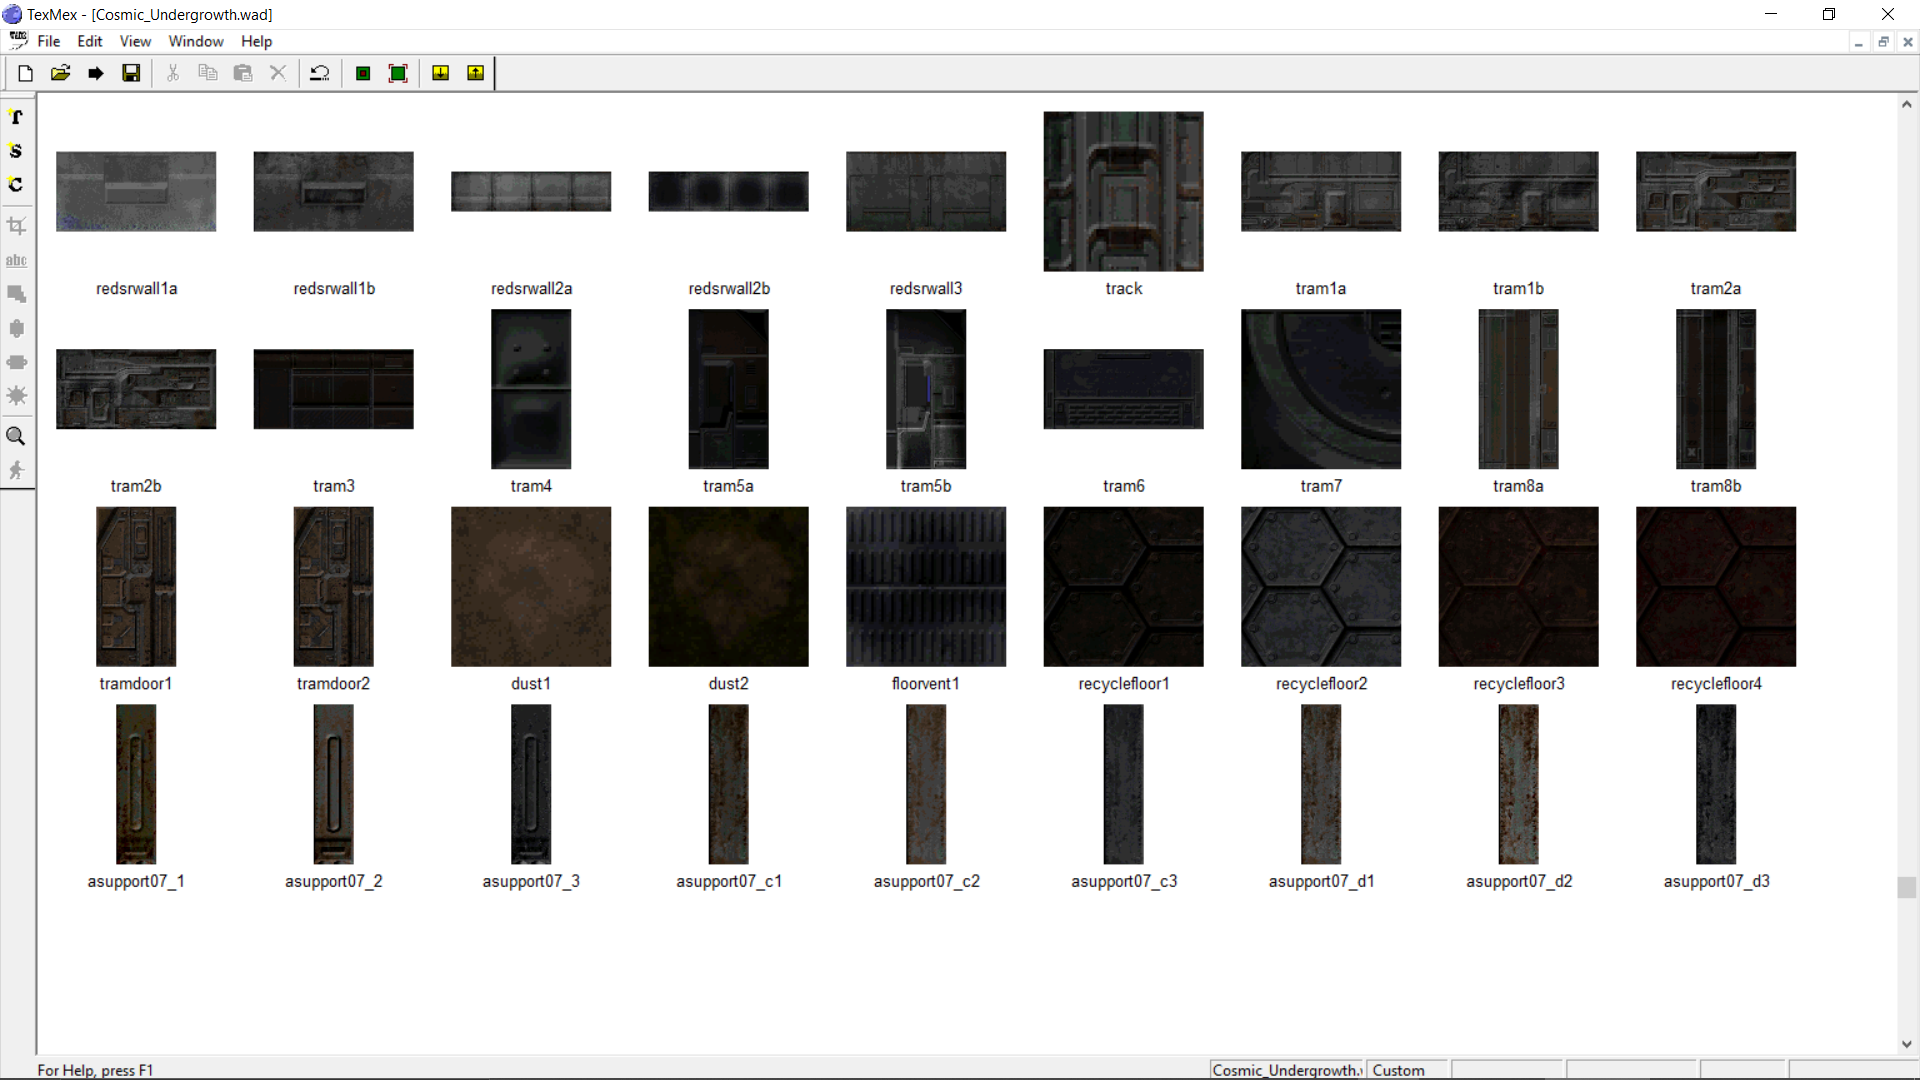 TexMex - [Cosmic_Undergrowth.wad]
File Edit View Window Help
T
S
C
abc
redsrwall1a redsrwall1b redsrwall2a redsrwall2b redsrwall3 track tram1a tram1b tram2a
tram2b tram3 tram4 tram5a tram5b tram6 tram7 tram8a tram8b
tramdoor1 tramdoor2 dust1 dust2 floorvent1 recyclefloor1 recyclefloor2 recyclefloor3 recyclefloor4
asupport07_1 asupport07_2 asupport07_3 asupport07_c1 asupport07_c2 asupport07_c3 asupport07_d1 asupport07_d2 asupport07_d3
For Help, press F1 Cosmic_Undergrowth. Custom